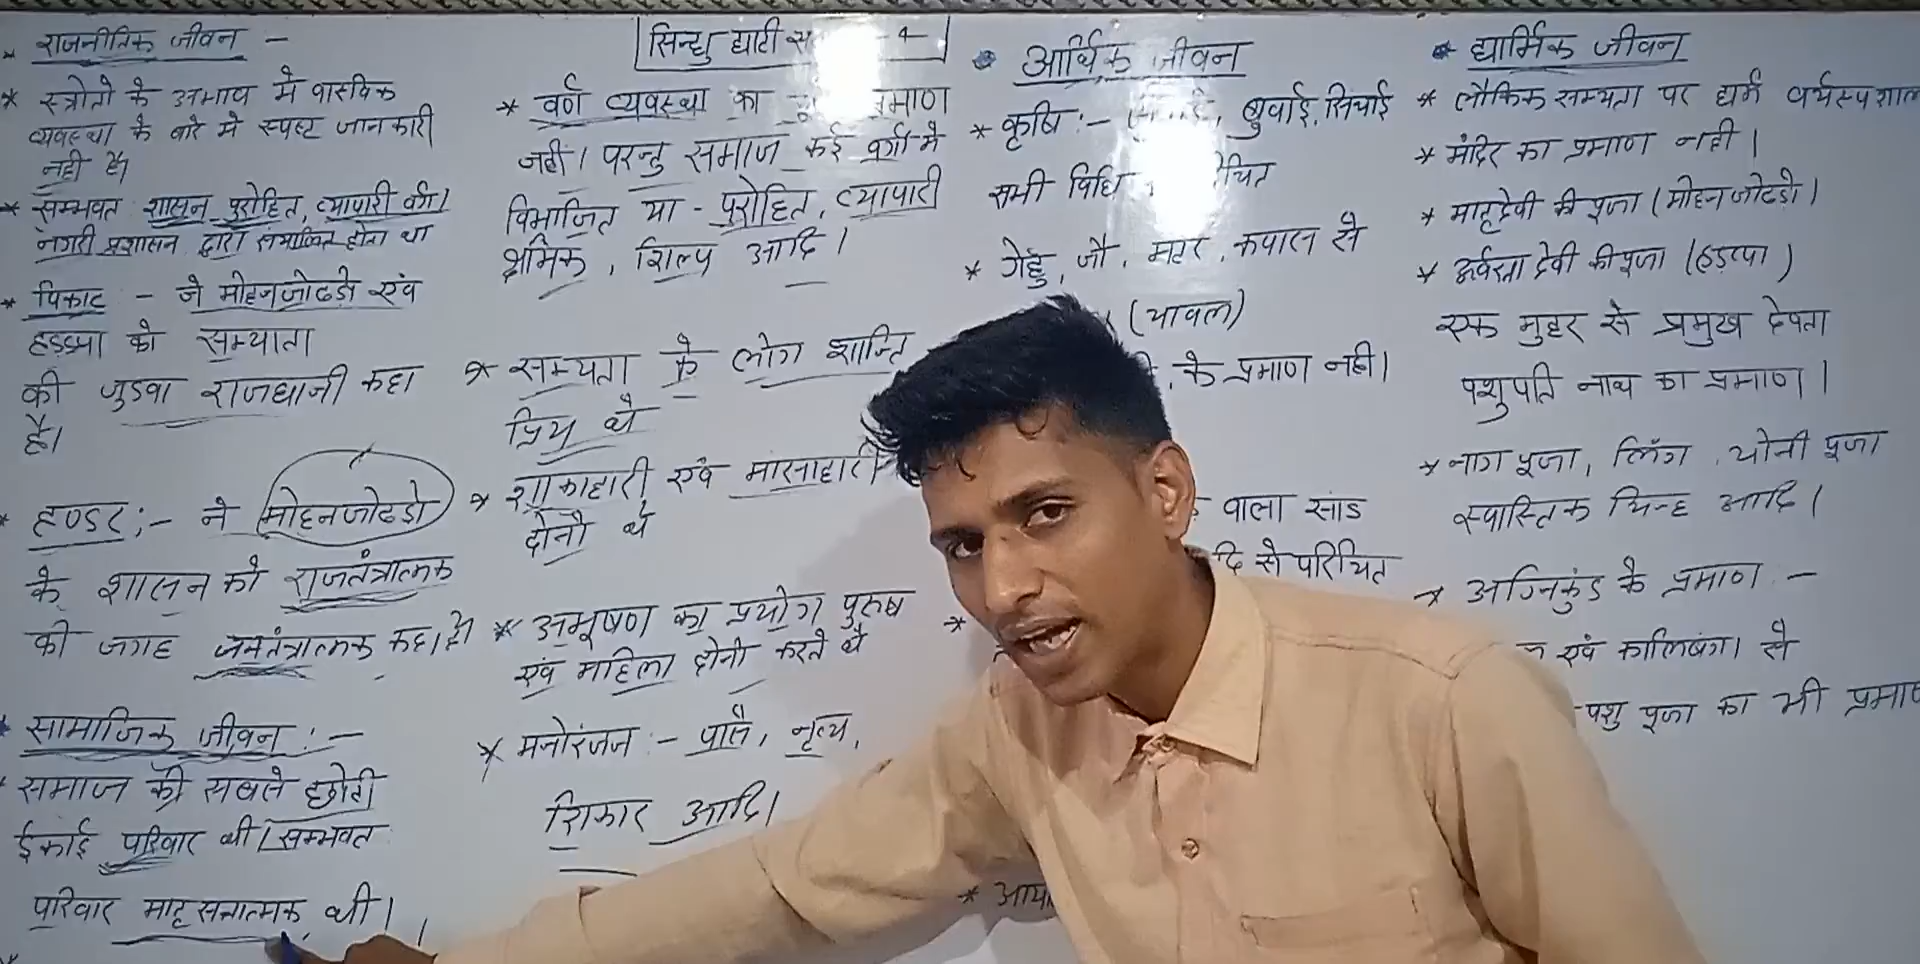 * राजनीतिक जीवन -
* स्त्रोतो के अभाव मे वास्तविक
व्यवस्था के बारे मे स्पष्ट जानकारी
नही है।
* सम्भवत शासन पुरोहित, व्यापारी वर्ग।
नगरी प्रशासन द्वारा संचालित होता था
* पिकाट - ने मोहनजोदडो एवं
हड़प्पा को सभ्यता
की जुडवा राजधानी कहा
है।
* हण्टर :- ने मोहनजोदडो
के शासन को राजतंत्रात्मक
की जगह जनतंत्रात्मक कहा है।
* सामाजिक जीवन :-
* समाज की सबसे छोटी
ईकाई परिवार थी। सम्भवत
परिवार मातृसत्तात्मक थी।
सिन्धु घाटी 4
* वर्ण व्यवस्था का प्रमाण
नही। परन्तु समाज कई वर्गो मे
विभाजित था - पुरोहित, व्यापारी
श्रमिक, शिल्प आदि।
* सभ्यता के लोग शान्ति
प्रिय थे
* शाकाहारी एवं मांसाहारी
दोनो थे
* अभूषण का प्रयोग पुरुष
एवं महिला दोनो करते थे
* मनोरंजन :- पासे, नृत्य,
शिकार आदि।
* आर्थिक जीवन
* कृषि :- बुवाई, सिचाई
सभी विधि
* गेहूं, जौ, मटर, कपास से
(चावल)
के प्रमाण नही।
वाला सांड
से परिचित
*
*
* धार्मिक जीवन
* लौकिक सभ्यता पर धर्म
* मंदिर का प्रमाण नही।
* मातृदेवी की पूजा (मोहनजोदडो)
* उर्वरता देवी की पूजा (हड़प्पा)
एक मुहर से प्रमुख देवता
पशुपति नाथ का प्रमाण।
* नाग पूजा, लिंग, योनी पूजा
स्वास्तिक चिन्ह आदि।
* अग्निकुंड के प्रमाण :-
एवं कालिबंगा से
पशु पूजा का भी